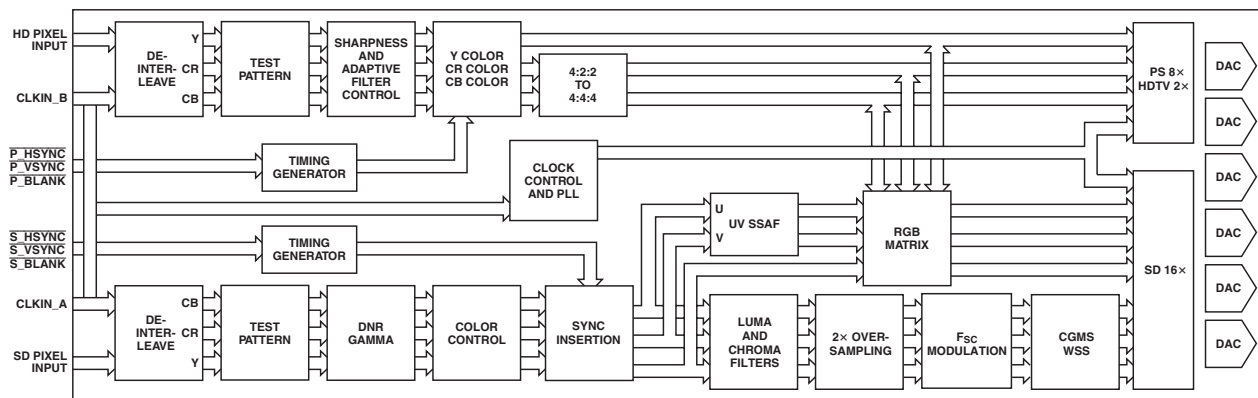 HD PIXEL
INPUT
CLKIN_B
DE-
INTER-
LEAVE
Y
CR
CB
TEST
PATTERN
SHARPNESS
AND
ADAPTIVE
FILTER
CONTROL
Y COLOR
CR COLOR
CB COLOR
4:2:2
TO
4:4:4
PS 8×
HDTV 2×
DAC
DAC
DAC
DAC
DAC
DAC
P_HSYNC
P_VSYNC
P_BLANK
TIMING
GENERATOR
CLOCK
CONTROL
AND PLL
S_HSYNC
S_VSYNC
S_BLANK
TIMING
GENERATOR
U
V
UV SSAF
RGB
MATRIX
SD 16×
CLKIN_A
SD PIXEL
INPUT
DE-
INTER-
LEAVE
CB
CR
Y
TEST
PATTERN
DNR
GAMMA
COLOR
CONTROL
SYNC
INSERTION
LUMA
AND
CHROMA
FILTERS
2× OVER-
SAMPLING
FSC
MODULATION
CGMS
WSS